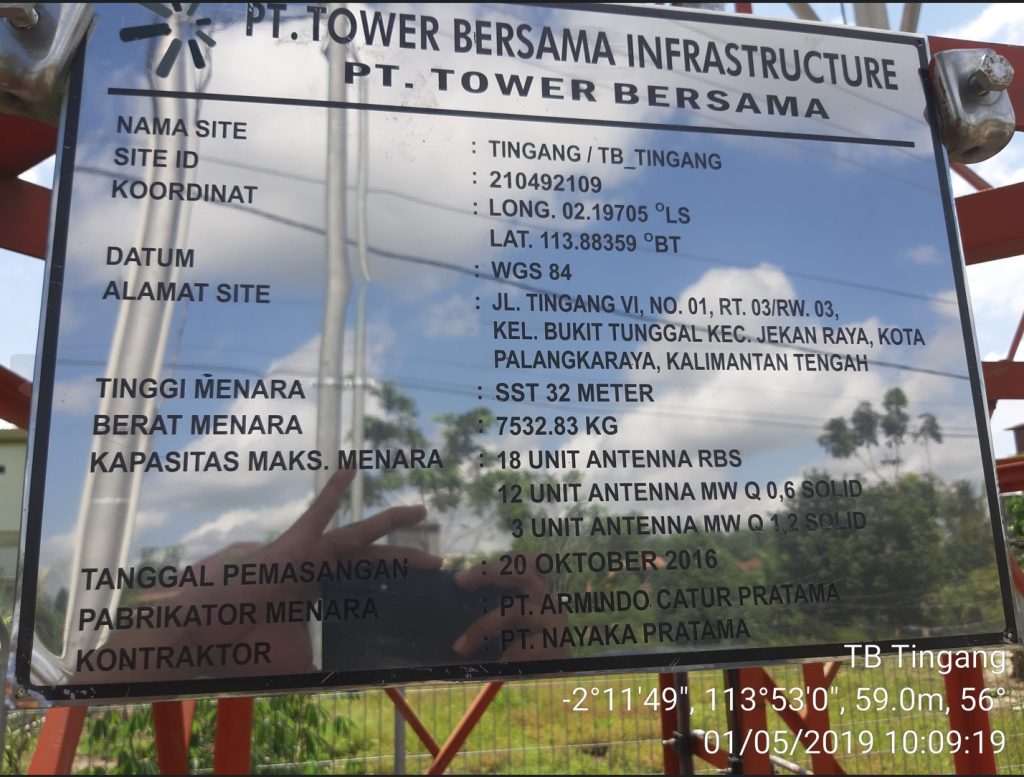 PT. TOWER BERSAMA INFRASTRUCTURE
PT. TOWER BERSAMA
NAMA SITE : TINGANG / TB_TINGANG
SITE ID : 210492109
KOORDINAT : LONG. 02.19705 °LS
LAT. 113.88359 °BT
DATUM : WGS 84
ALAMAT SITE : JL. TINGANG VI, NO. 01, RT. 03/RW. 03,
KEL. BUKIT TUNGGAL KEC. JEKAN RAYA, KOTA
PALANGKARAYA, KALIMANTAN TENGAH
TINGGI MENARA : SST 32 METER
BERAT MENARA : 7532.83 KG
KAPASITAS MAKS. MENARA : 18 UNIT ANTENNA RBS
12 UNIT ANTENNA MW Q 0,6 SOLID
3 UNIT ANTENNA MW Q 1,2 SOLID
TANGGAL PEMASANGAN : 20 OKTOBER 2016
PABRIKATOR MENARA : PT. ARMINDO CATUR PRATAMA
KONTRAKTOR : PT. NAYAKA PRATAMA
TB Tingang
-2°11'49", 113°53'0", 59.0m, 56°
01/05/2019 10:09:19